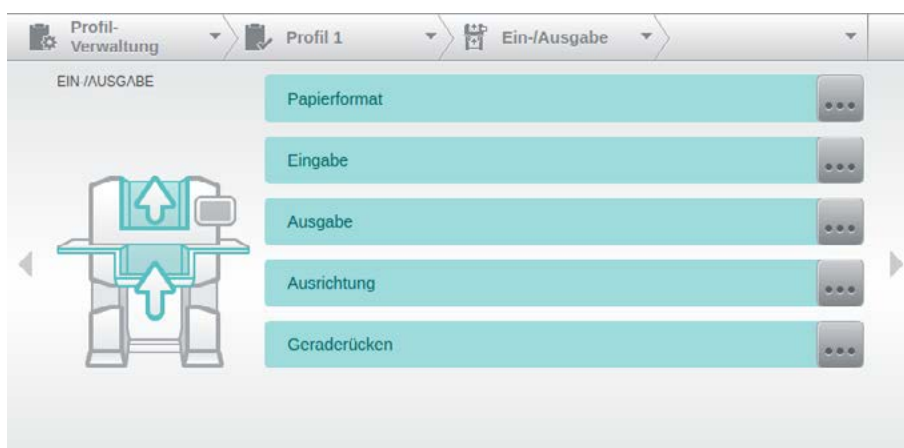 Profil-
Verwaltung
Profil 1
Ein-/Ausgabe
EIN-/AUSGABE
Papierformat
Eingabe
Ausgabe
Ausrichtung
Geraderücken